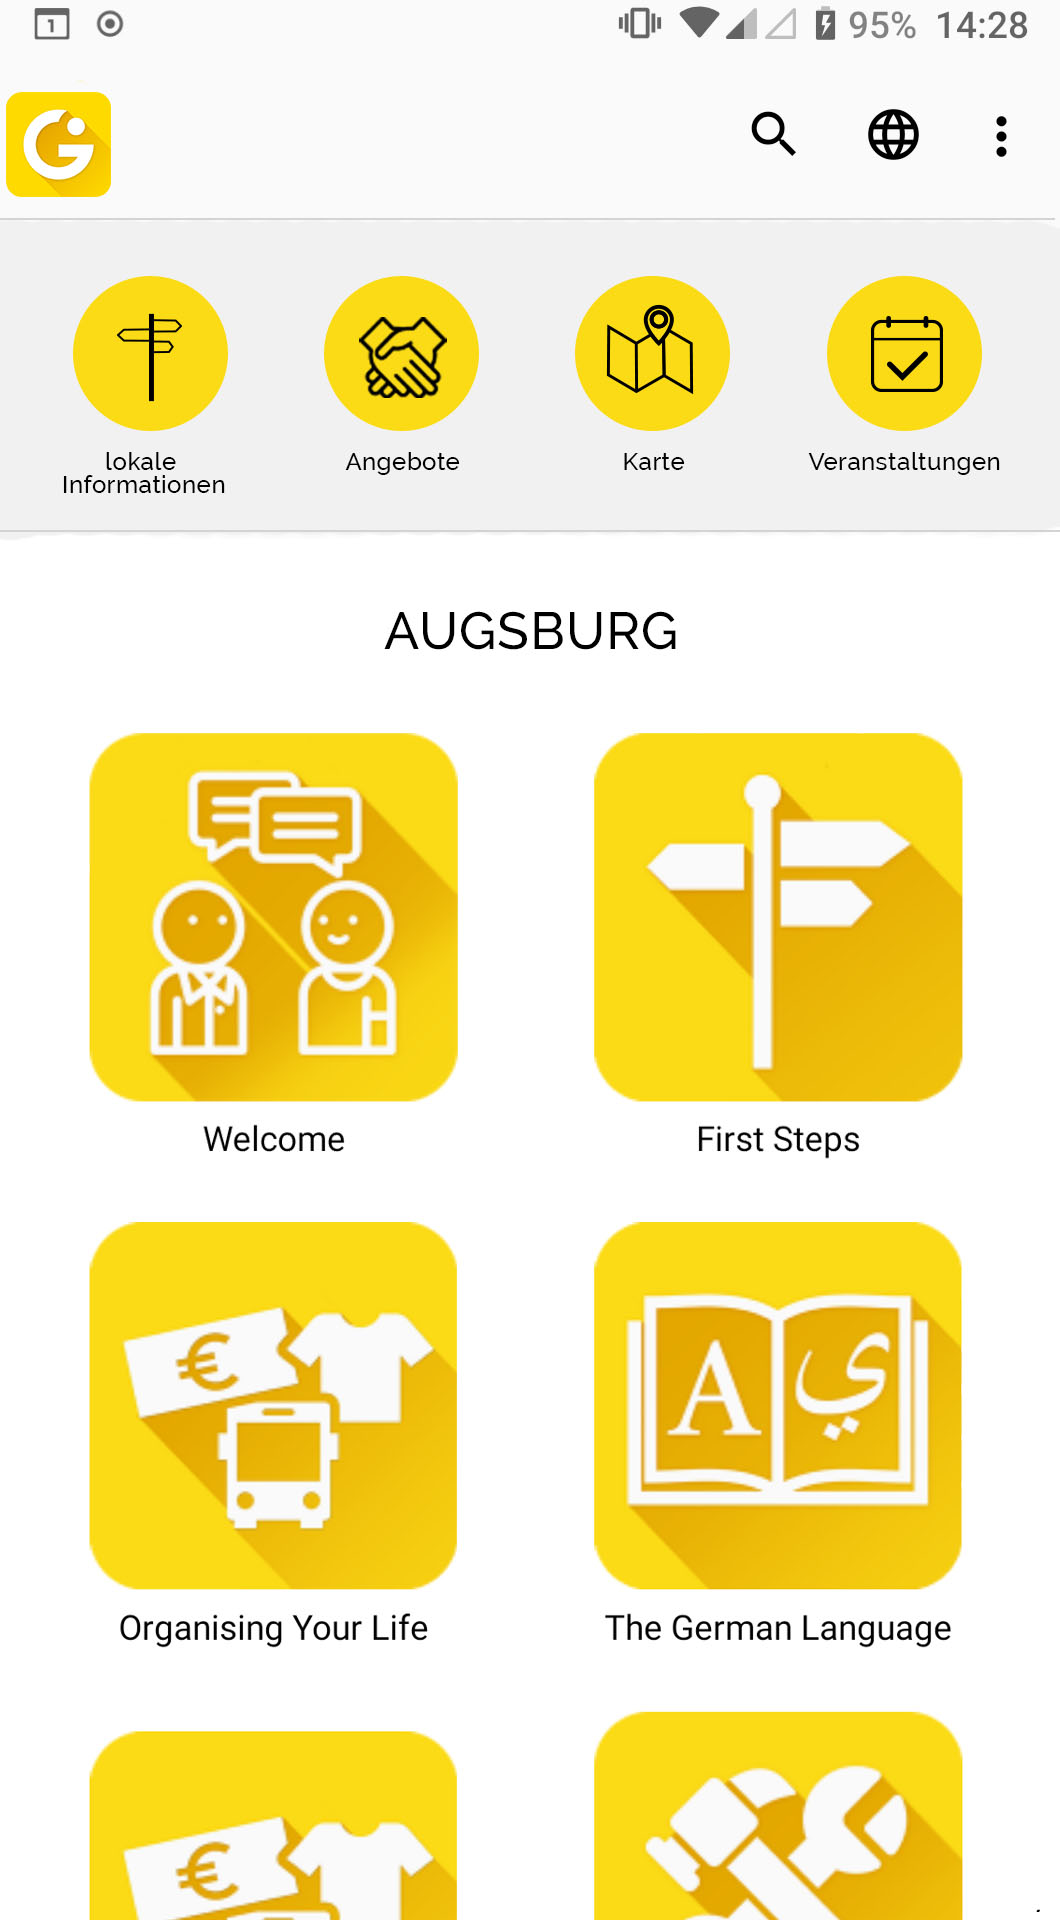 1
95% 14:28
G
lokale
Informationen
Angebote
Karte
Veranstaltungen
AUGSBURG
Welcome
First Steps
€
A ي
Organising Your Life
The German Language
€